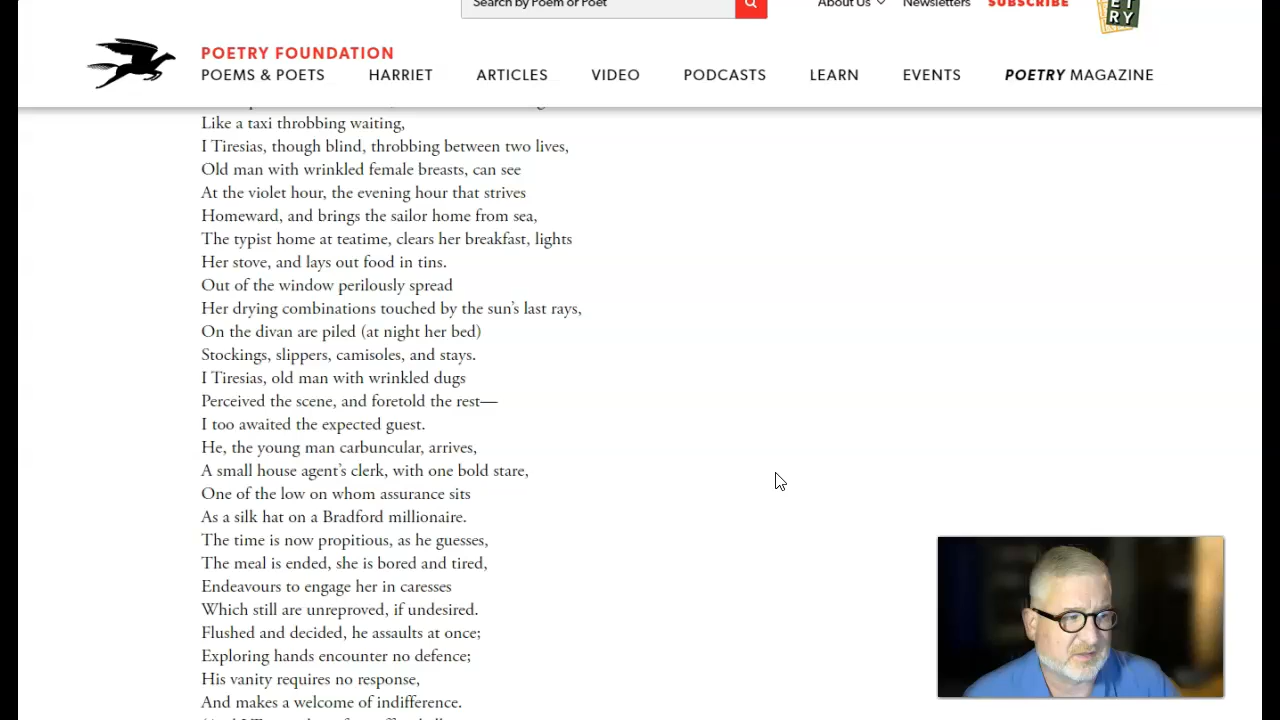 Search by Poem or Poet
About Us
Newsletters
SUBSCRIBE
ET
RY
POETRY FOUNDATION
POEMS & POETS
HARRIET
ARTICLES
VIDEO
PODCASTS
LEARN
EVENTS
POETRY MAGAZINE
Like a taxi throbbing waiting,
I Tiresias, though blind, throbbing between two lives,
Old man with wrinkled female breasts, can see
At the violet hour, the evening hour that strives
Homeward, and brings the sailor home from sea,
The typist home at teatime, clears her breakfast, lights
Her stove, and lays out food in tins.
Out of the window perilously spread
Her drying combinations touched by the sun’s last rays,
On the divan are piled (at night her bed)
Stockings, slippers, camisoles, and stays.
I Tiresias, old man with wrinkled dugs
Perceived the scene, and foretold the rest—
I too awaited the expected guest.
He, the young man carbuncular, arrives,
A small house agent’s clerk, with one bold stare,
One of the low on whom assurance sits
As a silk hat on a Bradford millionaire.
The time is now propitious, as he guesses,
The meal is ended, she is bored and tired,
Endeavours to engage her in caresses
Which still are unreproved, if undesired.
Flushed and decided, he assaults at once;
Exploring hands encounter no defence;
His vanity requires no response,
And makes a welcome of indifference.